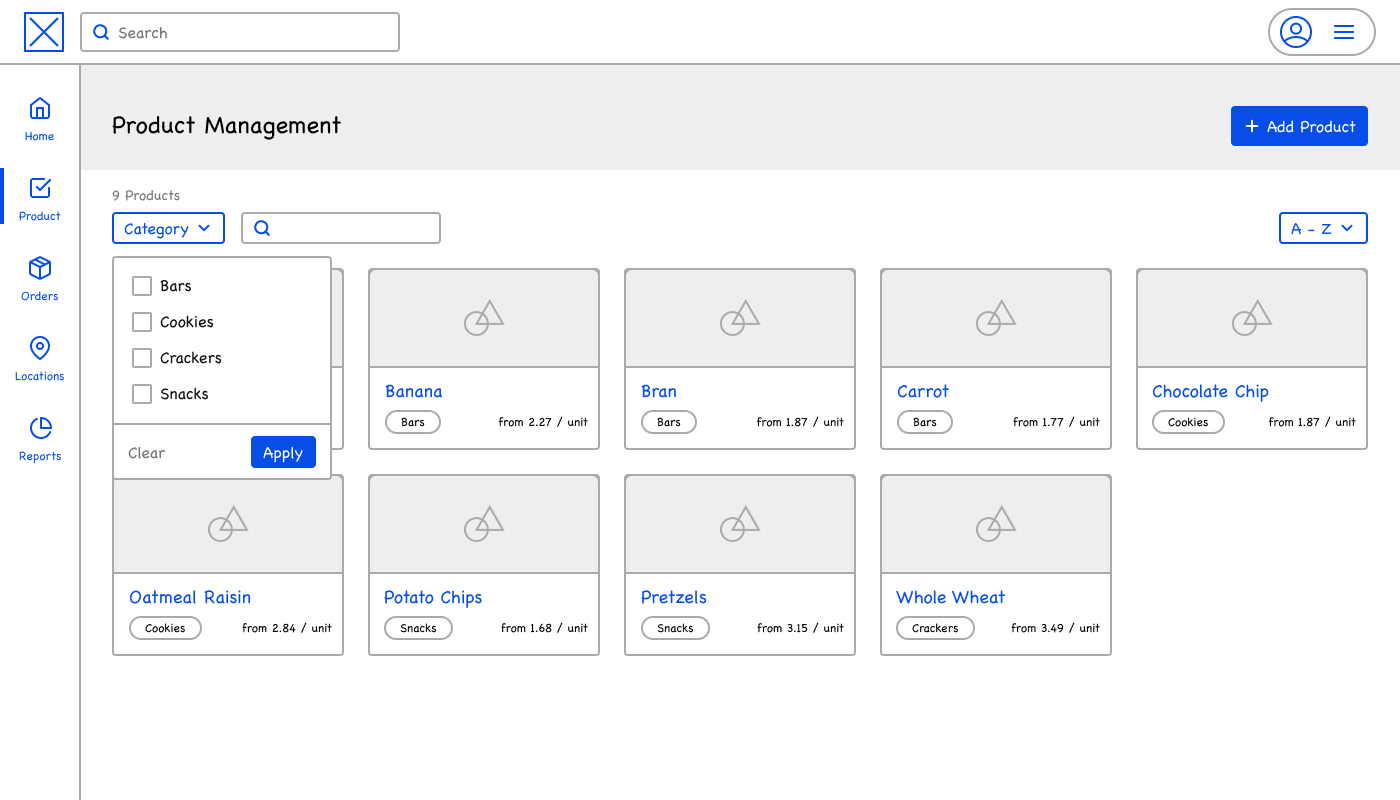 Search
Home
Product
Orders
Locations
Reports
Product Management
+ Add Product
9 Products
Category
A - Z
Bars
Cookies
Crackers
Snacks
Clear
Apply
Banana
Bars
from 2.27 / unit
Bran
Bars
from 1.87 / unit
Carrot
Bars
from 1.77 / unit
Chocolate Chip
Cookies
from 1.87 / unit
Oatmeal Raisin
Cookies
from 2.84 / unit
Potato Chips
Snacks
from 1.68 / unit
Pretzels
Snacks
from 3.15 / unit
Whole Wheat
Crackers
from 3.49 / unit